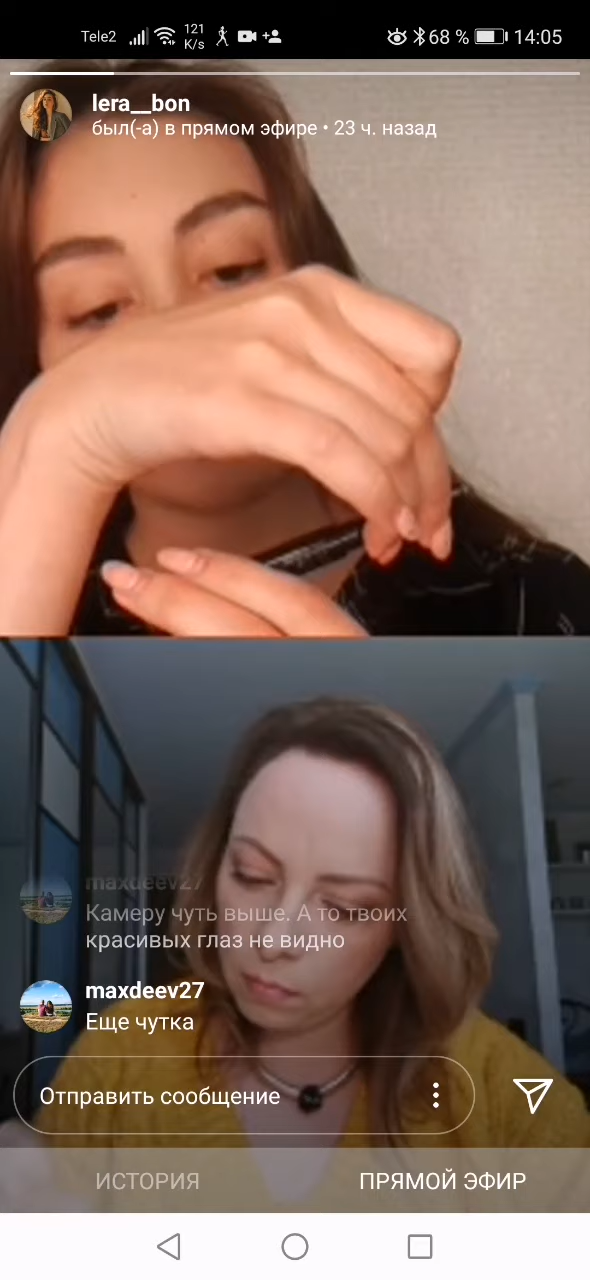 Tele2 121 K/s 68 % 14:05
lera__bon
был(-а) в прямом эфире • 23 ч. назад
maxdeev27
Камеру чуть выше. А то твоих
красивых глаз не видно
maxdeev27
Еще чутка
Отправить сообщение
ИСТОРИЯ ПРЯМОЙ ЭФИР